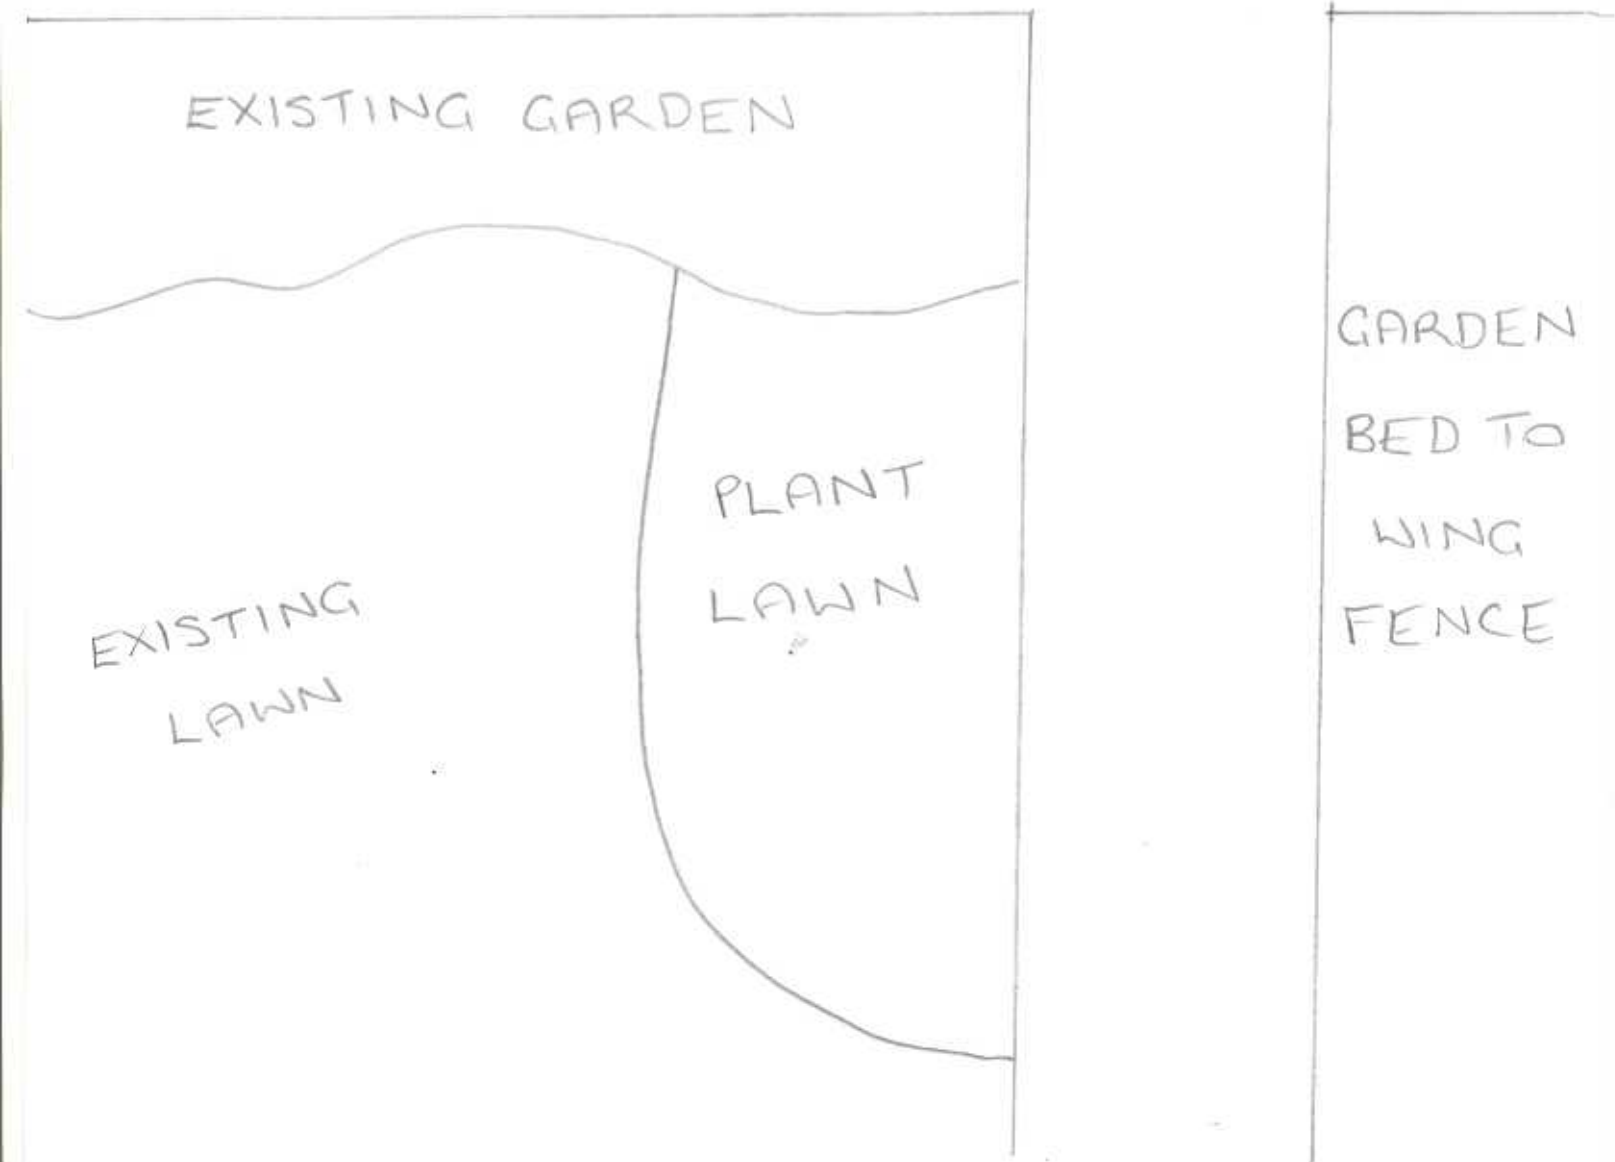 EXISTING GARDEN
EXISTING
LAWN
PLANT
LAWN
GARDEN
BED TO
WING
FENCE